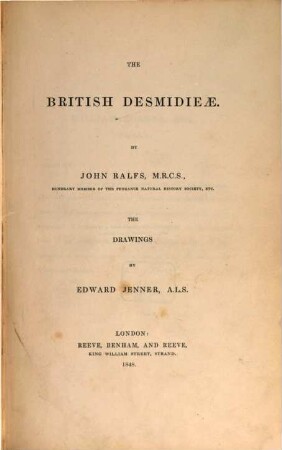 THE
BRITISH DESMIDIEÆ.
BY
JOHN RALFS, M.R.C.S.,
HONORARY MEMBER OF THE PENZANCE NATURAL HISTORY SOCIETY, ETC.
THE
DRAWINGS
BY
EDWARD JENNER, A.L.S.
LONDON:
REEVE, BENHAM, AND REEVE,
KING WILLIAM STREET, STRAND.
1848.